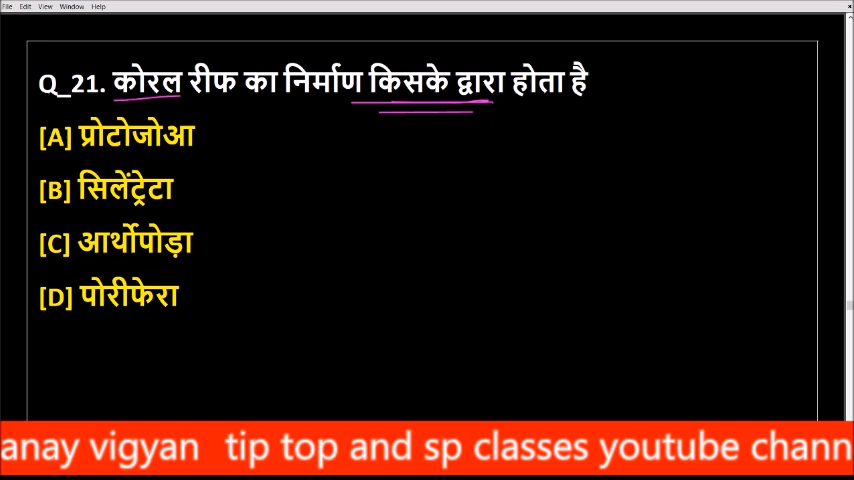 File Edit View Window Help
Q_21. कोरल रीफ का निर्माण किसके द्वारा होता है
[A] प्रोटोजोआ
[B] सिलेंट्रेटा
[C] आर्थोपोड़ा
[D] पोरीफेरा
anay vigyan tip top and sp classes youtube chann